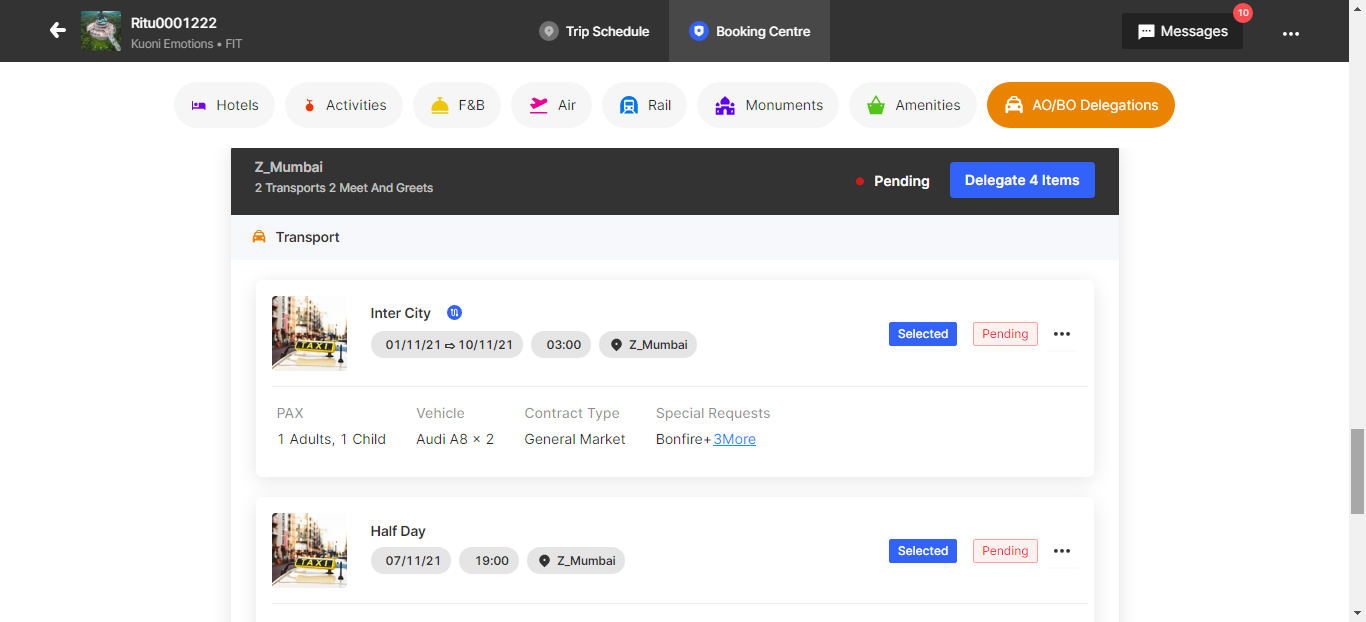 Ritu0001222
Kuoni Emotions • FIT
Trip Schedule
Booking Centre
Messages
10
Hotels
Activities
F&B
Air
Rail
Monuments
Amenities
AO/BO Delegations
Z_Mumbai
2 Transports 2 Meet And Greets
Pending
Delegate 4 Items
Transport
Inter City
01/11/21 ⇨ 10/11/21
03:00
Z_Mumbai
Selected
Pending
TAXI
PAX
Vehicle
Contract Type
Special Requests
1 Adults, 1 Child
Audi A8 × 2
General Market
Bonfire+3More
Half Day
07/11/21
19:00
Z_Mumbai
Selected
Pending
TAXI